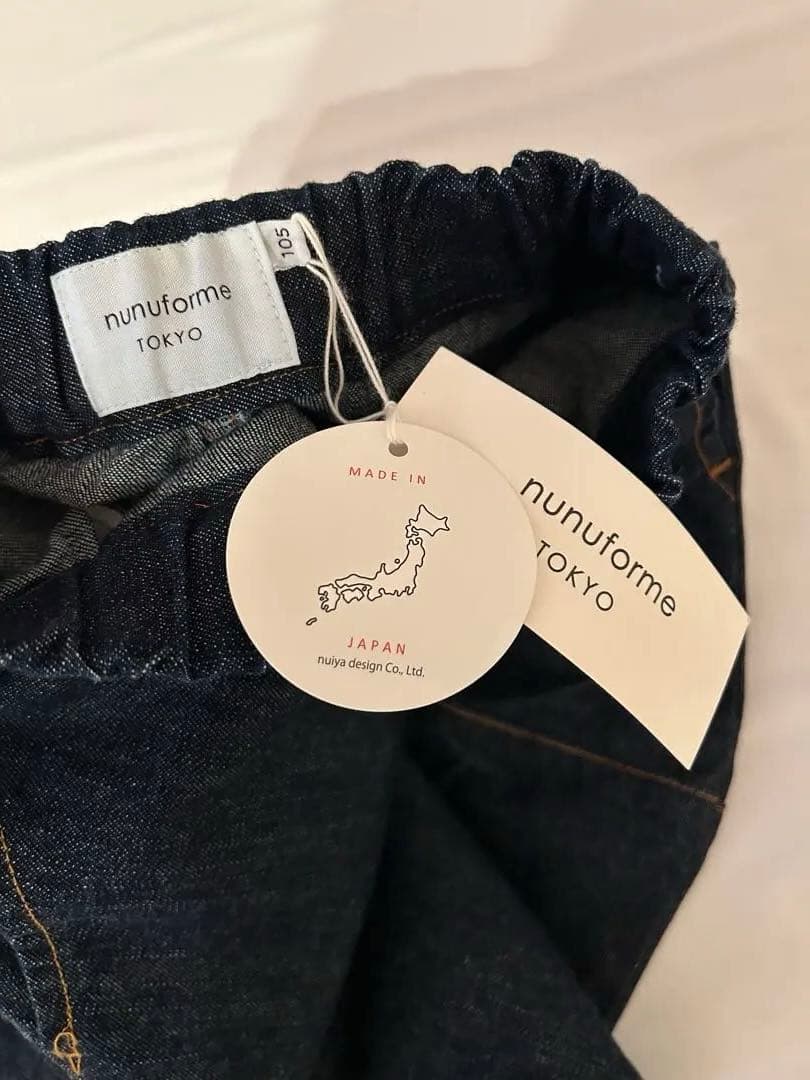 nunuforme
TOKYO
105
MADE IN
JAPAN
nuiya design Co., Ltd.
nunuforme
TOKYO